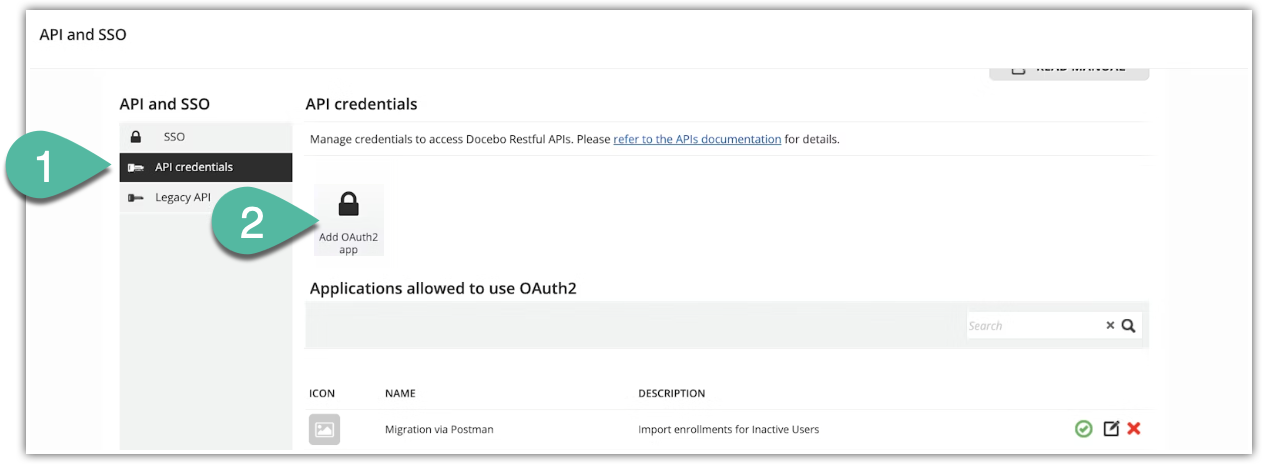 API and SSO
READ MANUAL
API and SSO
SSO
API credentials
Legacy API
1
2
API credentials
Manage credentials to access Docebo Restful APIs. Please refer to the APIs documentation for details.
Add OAuth2
app
Applications allowed to use OAuth2
Search
ICON NAME DESCRIPTION
Migration via Postman Import enrollments for Inactive Users